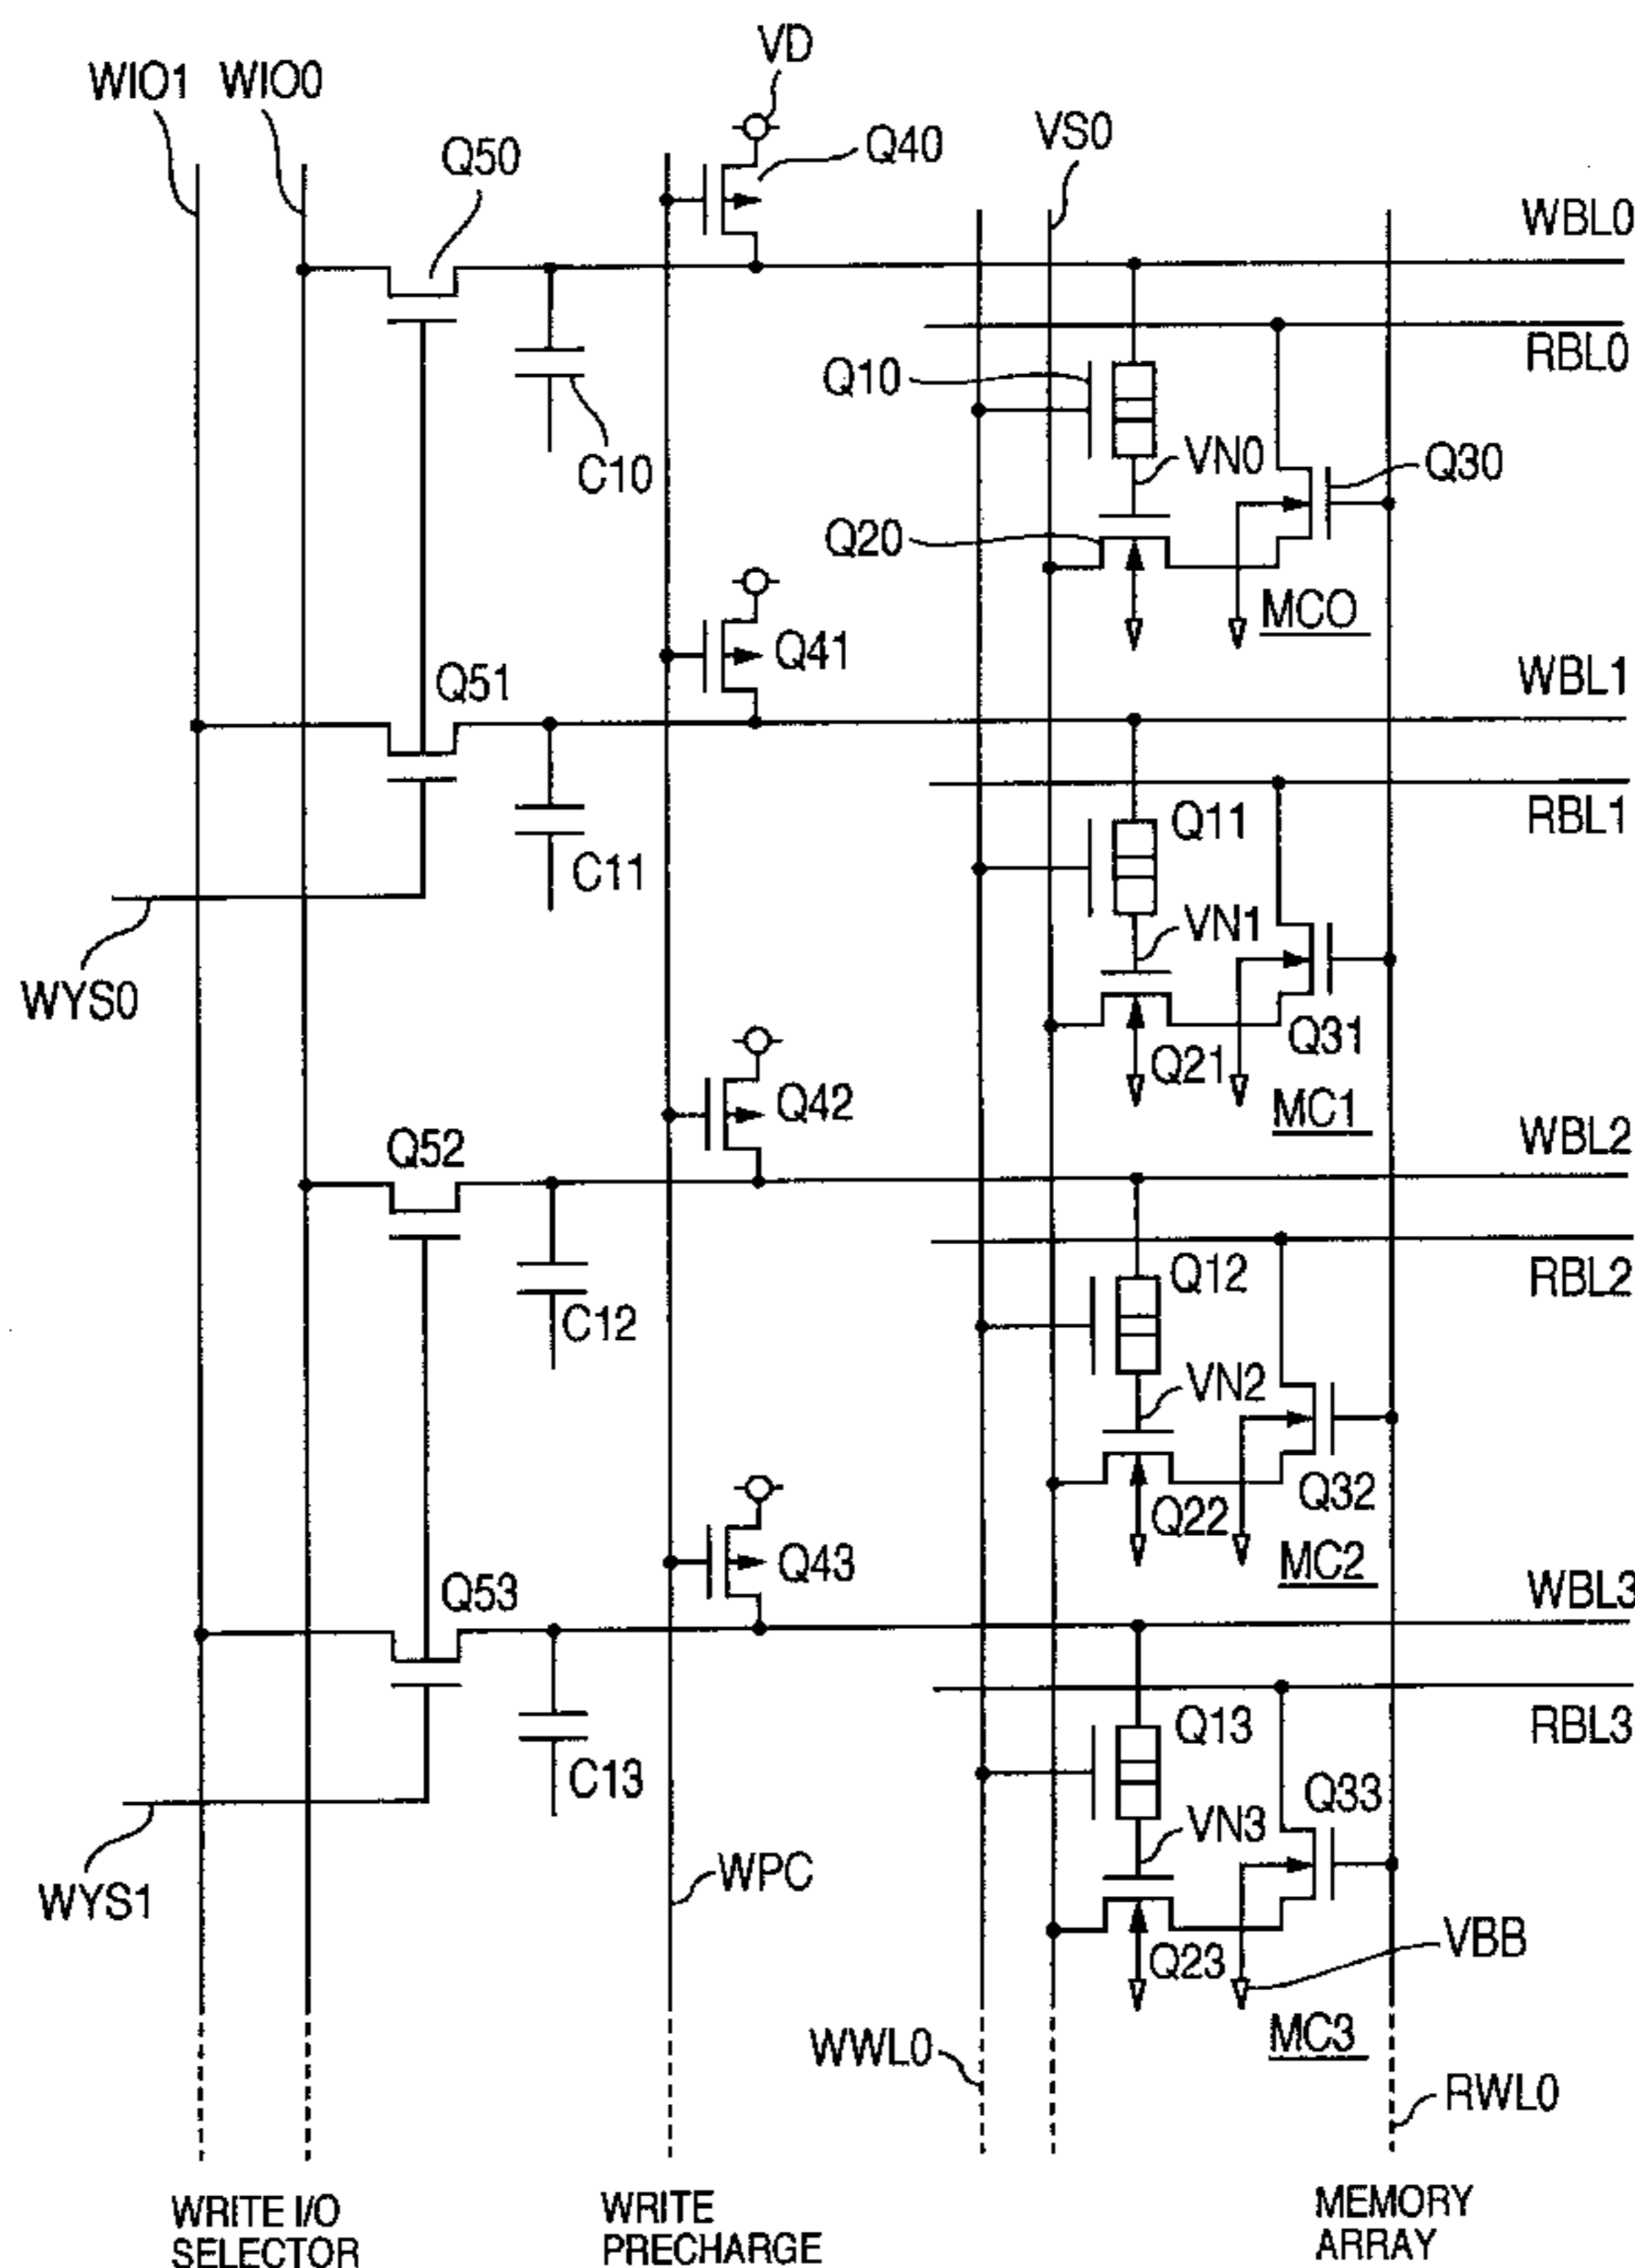 VD
WIO1 WIO0
Q50
Q40
VS0
WBL0
RBL0
Q10
C10
VN0
Q30
Q20
MCO
Q41
WBL1
Q51
RBL1
Q11
C11
VN1
WYS0
Q31
Q21
MC1
Q42
WBL2
Q52
RBL2
Q12
C12
VN2
Q32
Q22
MC2
Q43
WBL3
Q53
RBL3
Q13
C13
Q33
VN3
WPC
WYS1
VBB
Q23
MC3
WWL0
RWL0
WRITE I/O
SELECTOR
WRITE
PRECHARGE
MEMORY
ARRAY